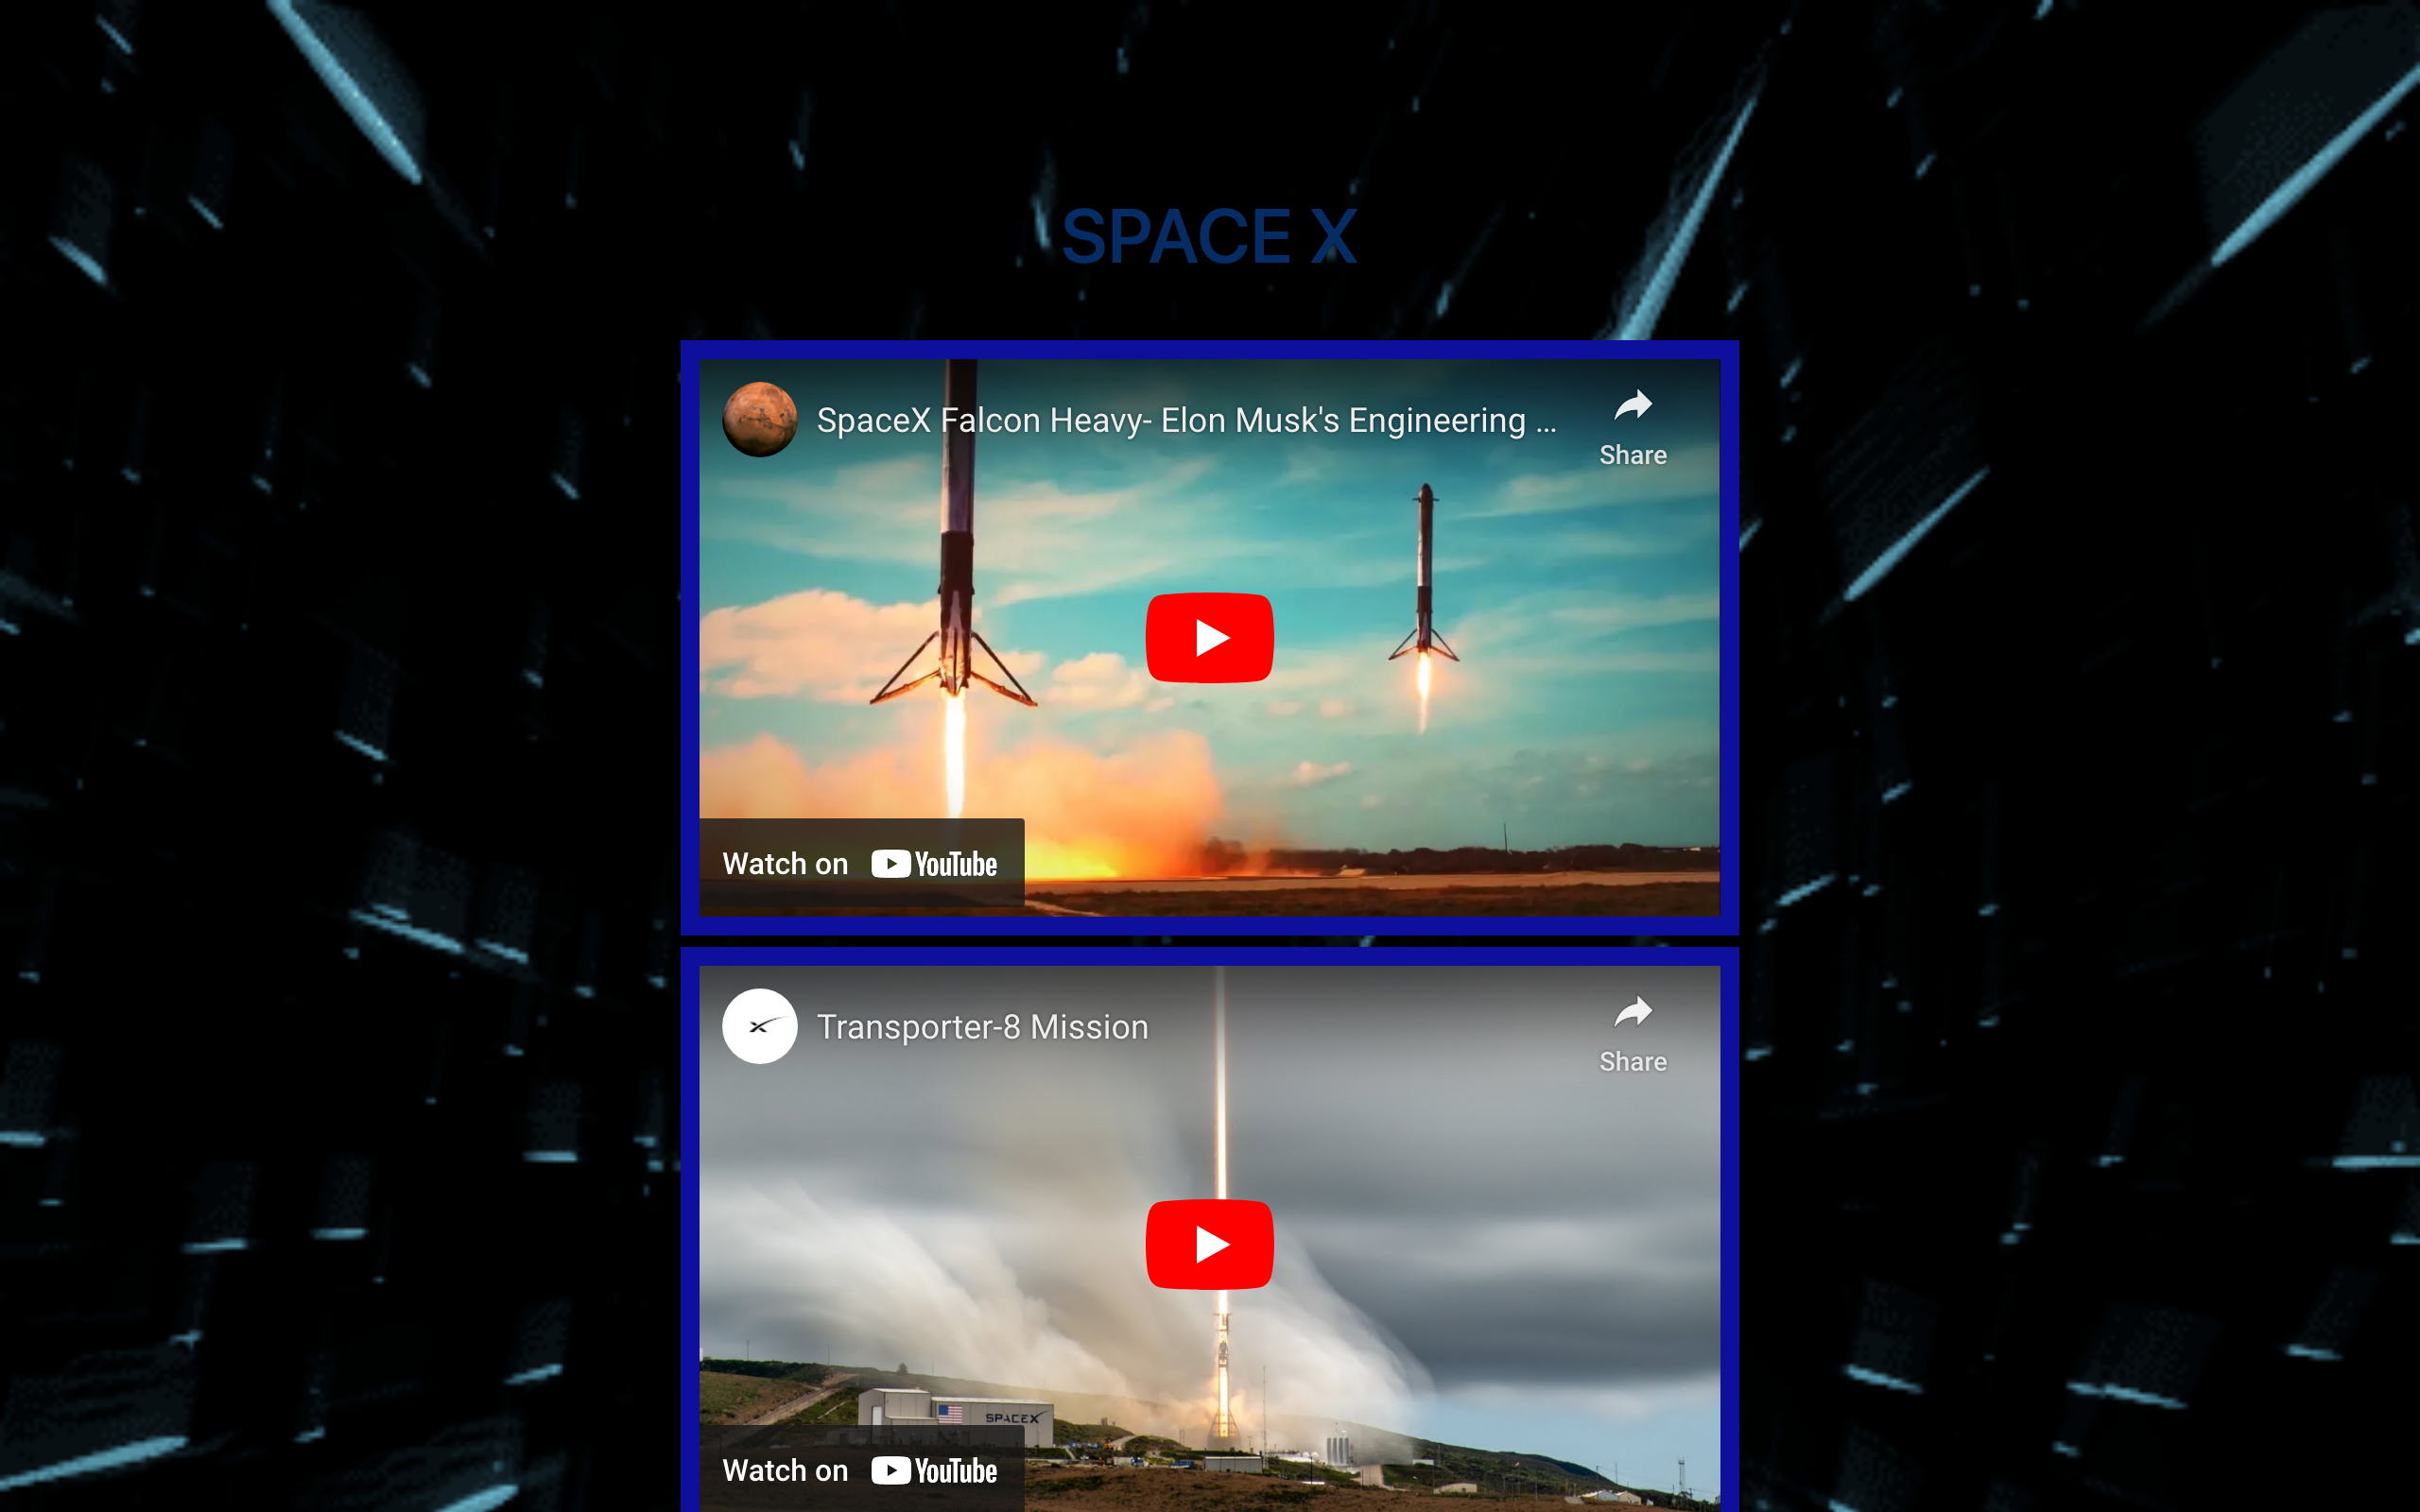 SPACE X
SpaceX Falcon Heavy- Elon Musk's Engineering ...
Share
Watch on YouTube
Transporter-8 Mission
Share
SPACEX
Watch on YouTube